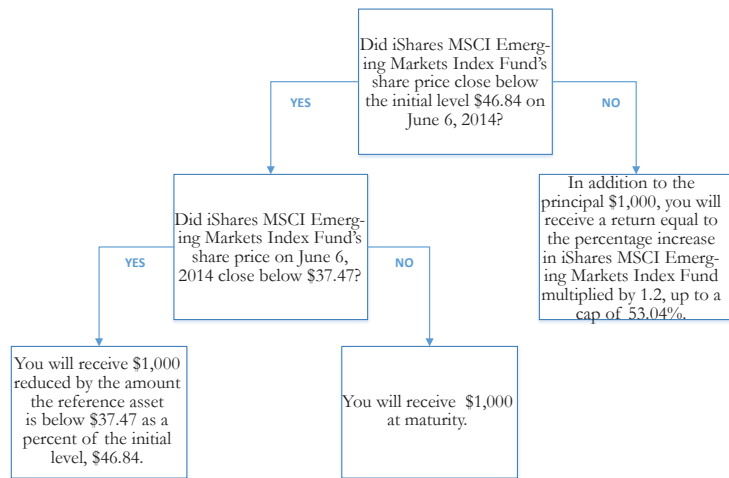 Did iShares MSCI Emerg-
ing Markets Index Fund's
share price close below
the initial level $46.84 on
June 6, 2014?
YES
NO
Did iShares MSCI Emerg-
ing Markets Index Fund's
share price on June 6,
2014 close below $37.47?
In addition to the
principal $1,000, you will
receive a return equal to
the percentage increase
in iShares MSCI Emerg-
ing Markets Index Fund
multiplied by 1.2, up to a
cap of 53.04%.
YES
NO
You will receive $1,000
reduced by the amount
the reference asset
is below $37.47 as a
percent of the initial
level, $46.84.
You will receive $1,000
at maturity.